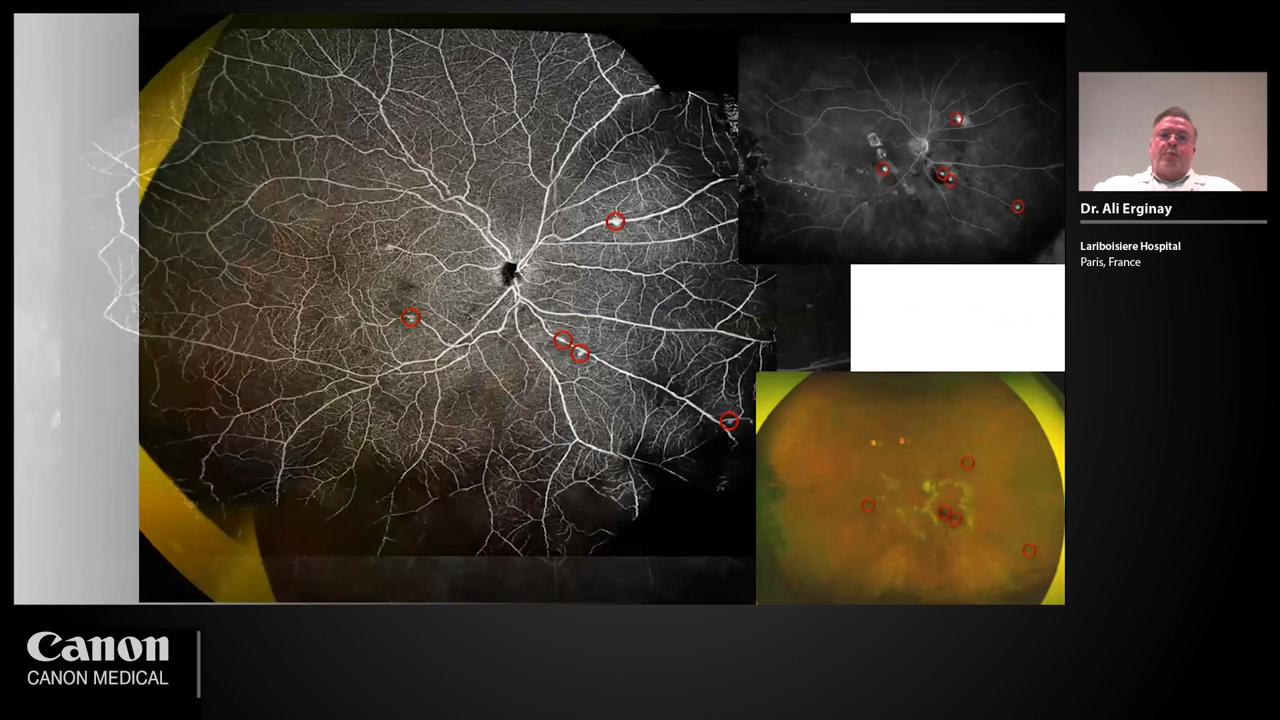 Dr. Ali Erginay
Lariboisiere Hospital
Paris, France
Canon
CANON MEDICAL